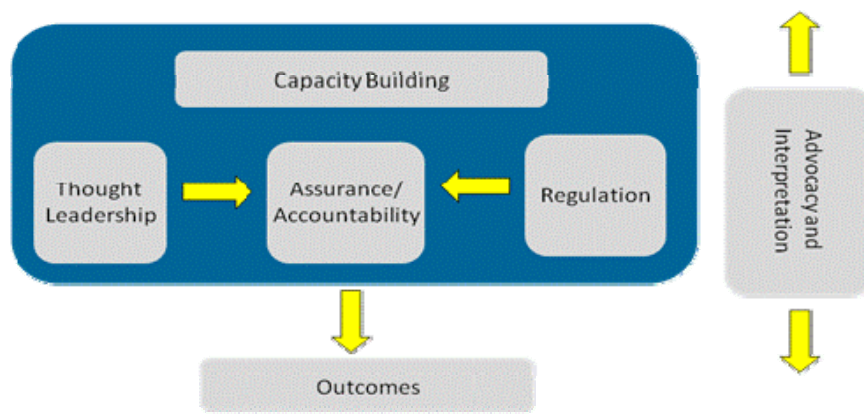 Capacity Building
Thought
Leadership
Assurance/
Accountability
Regulation
Advocacy and
Interpretation
Outcomes